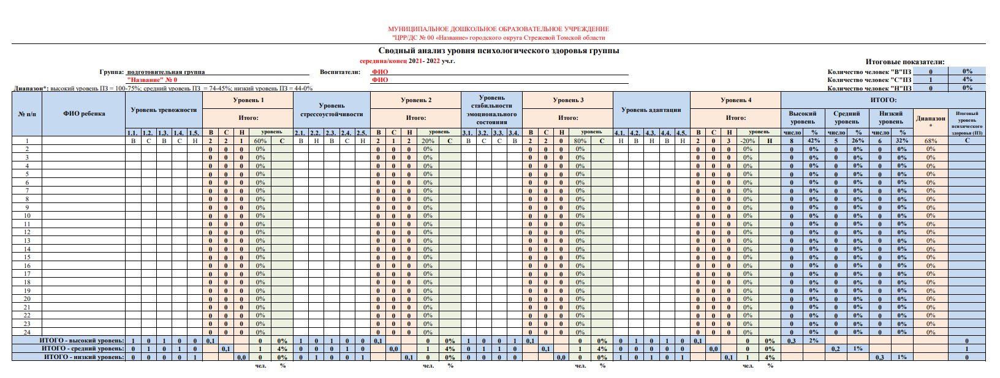 МУНИЦИПАЛЬНОЕ ДОШКОЛЬНОЕ ОБРАЗОВАТЕЛЬНОЕ УЧРЕЖДЕНИЕ
"ЦРР/ДС № 00 «Название» городского округа Стрежевой Томской области
Сводный анализ уровня психологического здоровья группы
середина/конец 2021- 2022 уч.г.
Итоговые показатели:
Группа: подготовительная группа Воспитатели: ФИО Количество человек "В"ПЗ 0 0%
"Название" № 0 ФИО Количество человек "С"ПЗ 1 4%
Диапазон*: высокий уровень ПЗ = 100-75%; средний уровень ПЗ = 74-45%; низкий уровень ПЗ = 44-0% Количество человек "Н"ПЗ 0 0%
№ п/п ФИО ребенка Уровень тревожности Уровень 1 Уровень стрессоустойчивости Уровень 2 Уровень стабильности эмоционального состояния Уровень 3 Уровень адаптации Уровень 4 ИТОГО:
Итого: Итого: Итого: Итого: Высокий уровень Средний уровень Низкий уровень Диапазон * Итоговый уровень психического здоровья (ПЗ)
1.1. 1.2. 1.3. 1.4. 1.5. В С Н уровень 2.1. 2.2. 2.3. 2.4. 2.5. В С Н уровень 3.1. 3.2. 3.3. 3.4. В С Н уровень 4.1. 4.2. 4.3. 4.4. 4.5. В С Н уровень число % число % число %
1 В С В С Н 2 2 1 60% С В Н В С Н 2 1 2 20% С В С С В 2 2 0 80% С Н В Н В Н 2 0 3 -20% Н 8 42% 5 26% 6 32% 68% С
2 0 0 0 0% 0 0 0 0% 0 0 0 0% 0 0 0 0% 0 0% 0 0% 0 0% 0%
3 0 0 0 0% 0 0 0 0% 0 0 0 0% 0 0 0 0% 0 0% 0 0% 0 0% 0%
4 0 0 0 0% 0 0 0 0% 0 0 0 0% 0 0 0 0% 0 0% 0 0% 0 0% 0%
5 0 0 0 0% 0 0 0 0% 0 0 0 0% 0 0 0 0% 0 0% 0 0% 0 0% 0%
6 0 0 0 0% 0 0 0 0% 0 0 0 0% 0 0 0 0% 0 0% 0 0% 0 0% 0%
7 0 0 0 0% 0 0 0 0% 0 0 0 0% 0 0 0 0% 0 0% 0 0% 0 0% 0%
8 0 0 0 0% 0 0 0 0% 0 0 0 0% 0 0 0 0% 0 0% 0 0% 0 0% 0%
9 0 0 0 0% 0 0 0 0% 0 0 0 0% 0 0 0 0% 0 0% 0 0% 0 0% 0%
10 0 0 0 0% 0 0 0 0% 0 0 0 0% 0 0 0 0% 0 0% 0 0% 0 0% 0%
11 0 0 0 0% 0 0 0 0% 0 0 0 0% 0 0 0 0% 0 0% 0 0% 0 0% 0%
12 0 0 0 0% 0 0 0 0% 0 0 0 0% 0 0 0 0% 0 0% 0 0% 0 0% 0%
13 0 0 0 0% 0 0 0 0% 0 0 0 0% 0 0 0 0% 0 0% 0 0% 0 0% 0%
14 0 0 0 0% 0 0 0 0% 0 0 0 0% 0 0 0 0% 0 0% 0 0% 0 0% 0%
15 0 0 0 0% 0 0 0 0% 0 0 0 0% 0 0 0 0% 0 0% 0 0% 0 0% 0%
16 0 0 0 0% 0 0 0 0% 0 0 0 0% 0 0 0 0% 0 0% 0 0% 0 0% 0%
17 0 0 0 0% 0 0 0 0% 0 0 0 0% 0 0 0 0% 0 0% 0 0% 0 0% 0%
18 0 0 0 0% 0 0 0 0% 0 0 0 0% 0 0 0 0% 0 0% 0 0% 0 0% 0%
19 0 0 0 0% 0 0 0 0% 0 0 0 0% 0 0 0 0% 0 0% 0 0% 0 0% 0%
20 0 0 0 0% 0 0 0 0% 0 0 0 0% 0 0 0 0% 0 0% 0 0% 0 0% 0%
21 0 0 0 0% 0 0 0 0% 0 0 0 0% 0 0 0 0% 0 0% 0 0% 0 0% 0%
22 0 0 0 0% 0 0 0 0% 0 0 0 0% 0 0 0 0% 0 0% 0 0% 0 0% 0%
23 0 0 0 0% 0 0 0 0% 0 0 0 0% 0 0 0 0% 0 0% 0 0% 0 0% 0%
24 0 0 0 0% 0 0 0 0% 0 0 0 0% 0 0 0 0% 0 0% 0 0% 0 0% 0%
ИТОГО - высокий уровень: 1 0 1 0 0 0,1 0 0% 1 0 1 0 0 0,1 0 0% 1 0 0 1 0,1 0 0% 0 1 0 1 0 0,1 0 0% 0,3 2% 0
ИТОГО - средний уровень: 0 1 0 1 0 0,1 1 4% 0 0 0 1 0 0,0 1 4% 0 1 1 0 0,1 1 4% 0 0 0 0 0 0,0 0 0% 0,2 1% 1
ИТОГО - низкий уровень: 0 0 0 0 1 0,0 0 0% 0 1 0 0 1 0,1 0 0% 0 0 0 0 0,0 0 0% 1 0 1 0 1 0,1 1 4% 0,3 1% 0
чел. % чел. % чел. % чел. %